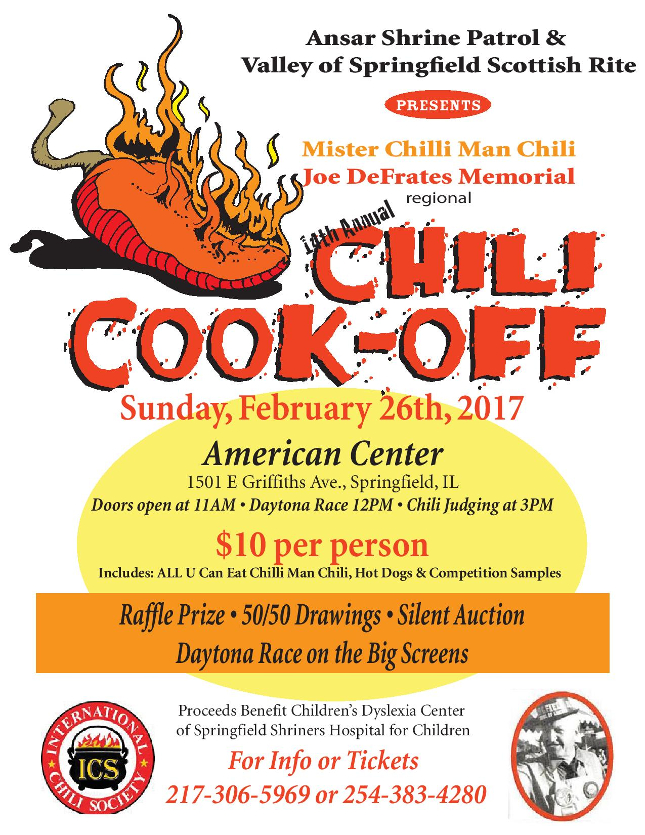 Ansar Shrine Patrol &
Valley of Springfield Scottish Rite
PRESENTS
Mister Chilli Man Chili
Joe DeFrates Memorial
regional
14th Annual
CHILI
COOK-OFF
Sunday, February 26th, 2017
American Center
1501 E Griffiths Ave., Springfield, IL
Doors open at 11AM • Daytona Race 12PM • Chili Judging at 3PM
$10 per person
Includes: ALL U Can Eat Chilli Man Chili, Hot Dogs & Competition Samples
Raffle Prize • 50/50 Drawings • Silent Auction
Daytona Race on the Big Screens
Proceeds Benefit Children's Dyslexia Center
of Springfield Shriners Hospital for Children
For Info or Tickets
217-306-5969 or 254-383-4280
INTERNATIONAL
ICS
CHILI SOCIETY